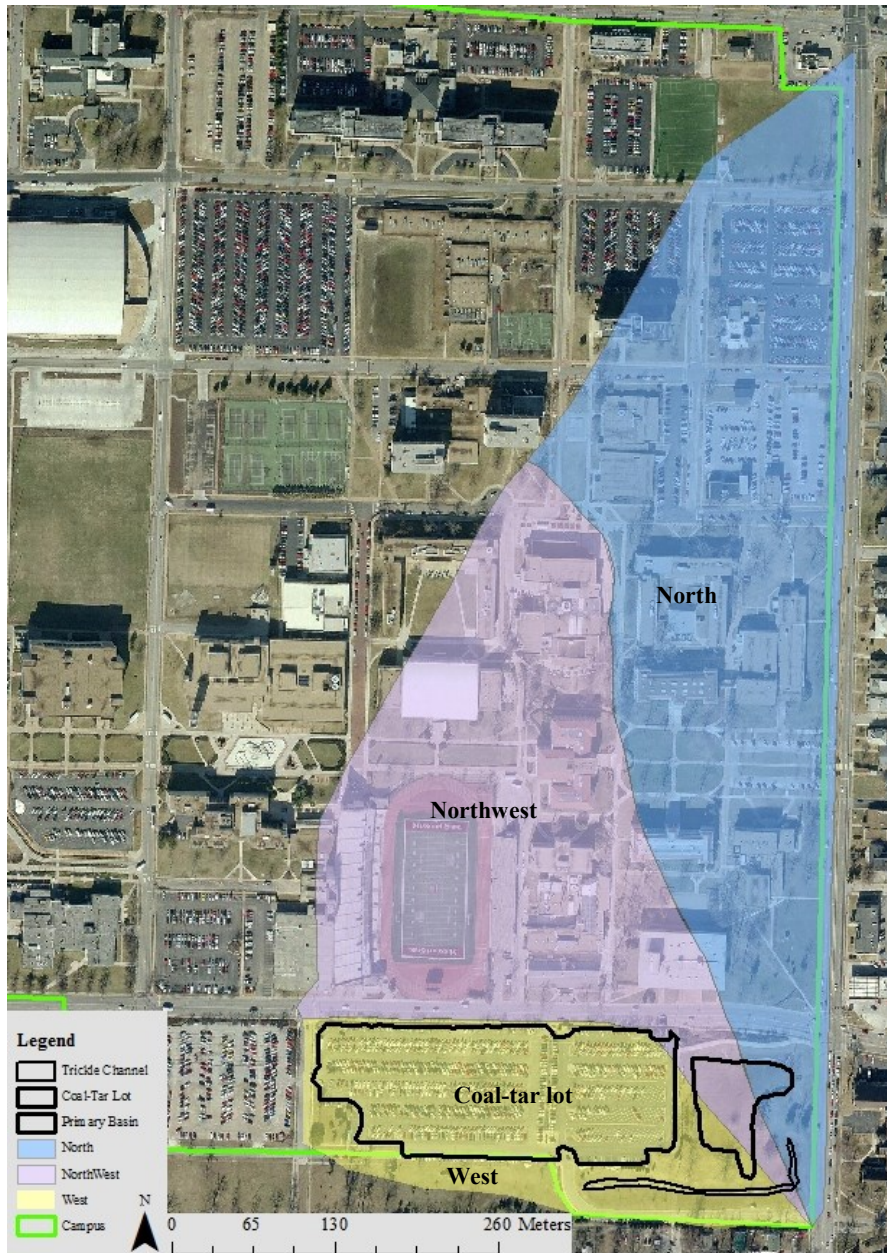 North
Northwest
Coal-tar lot
West
Legend
Trickle Channel
Coal-Tar Lot
Primary Basin
North
NorthWest
West
Campus
N
0 65 130 260 Meters